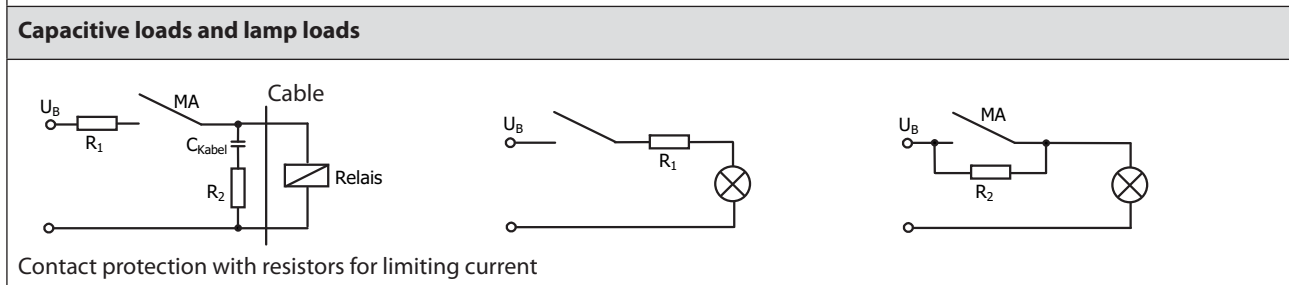 Capacitive loads and lamp loads
U_B
R_1
MA
Cable
C_Kabel
R_2
Relais
U_B
R_1
U_B
MA
R_2
Contact protection with resistors for limiting current